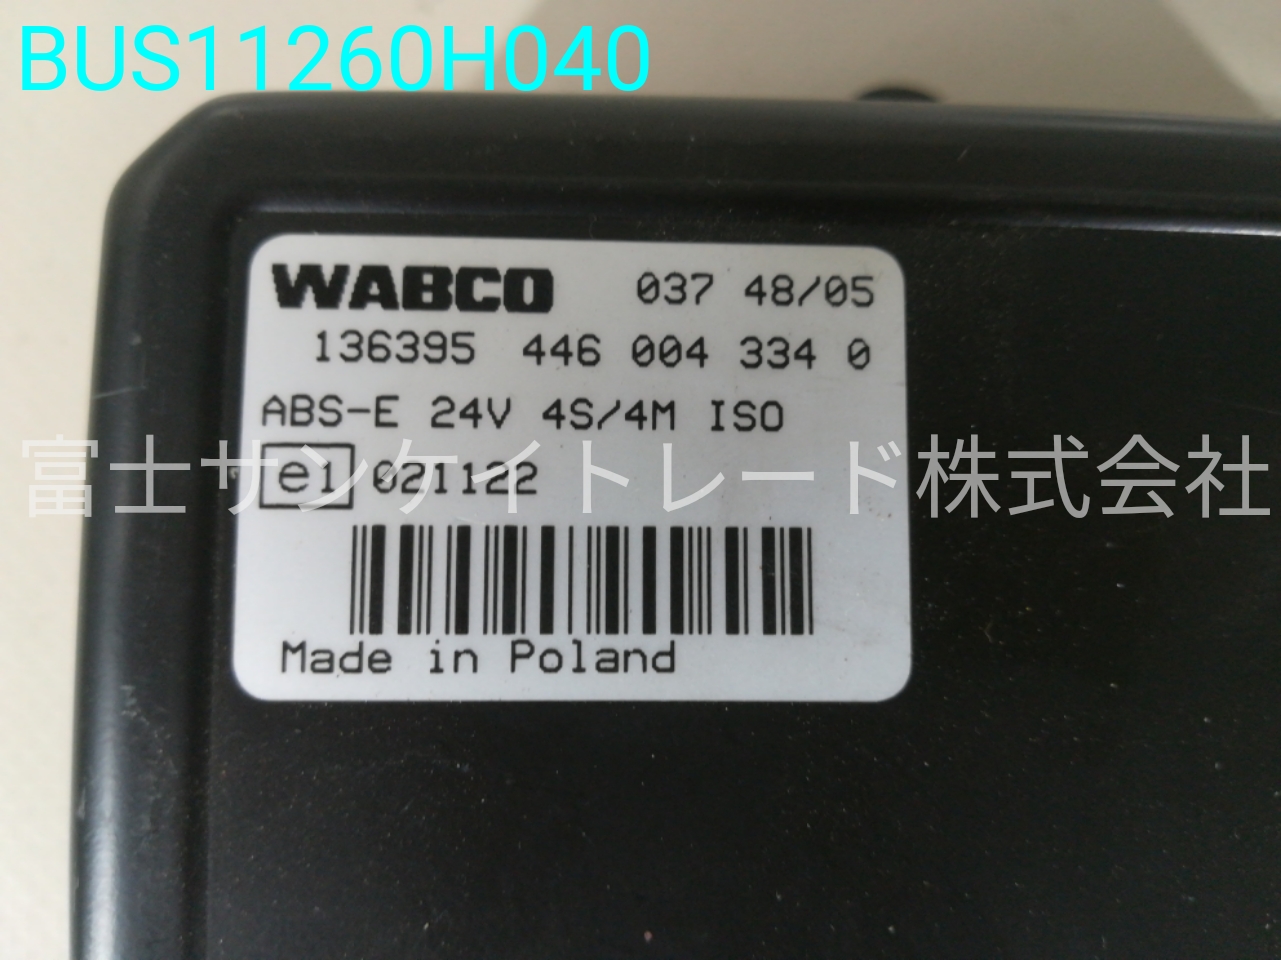 BUS11260H040
WABCO 037 48/05
136395 446 004 334 0
ABS-E 24V 4S/4M ISO
富士サンケイトレード株式会社
e1 021122
Made in Poland